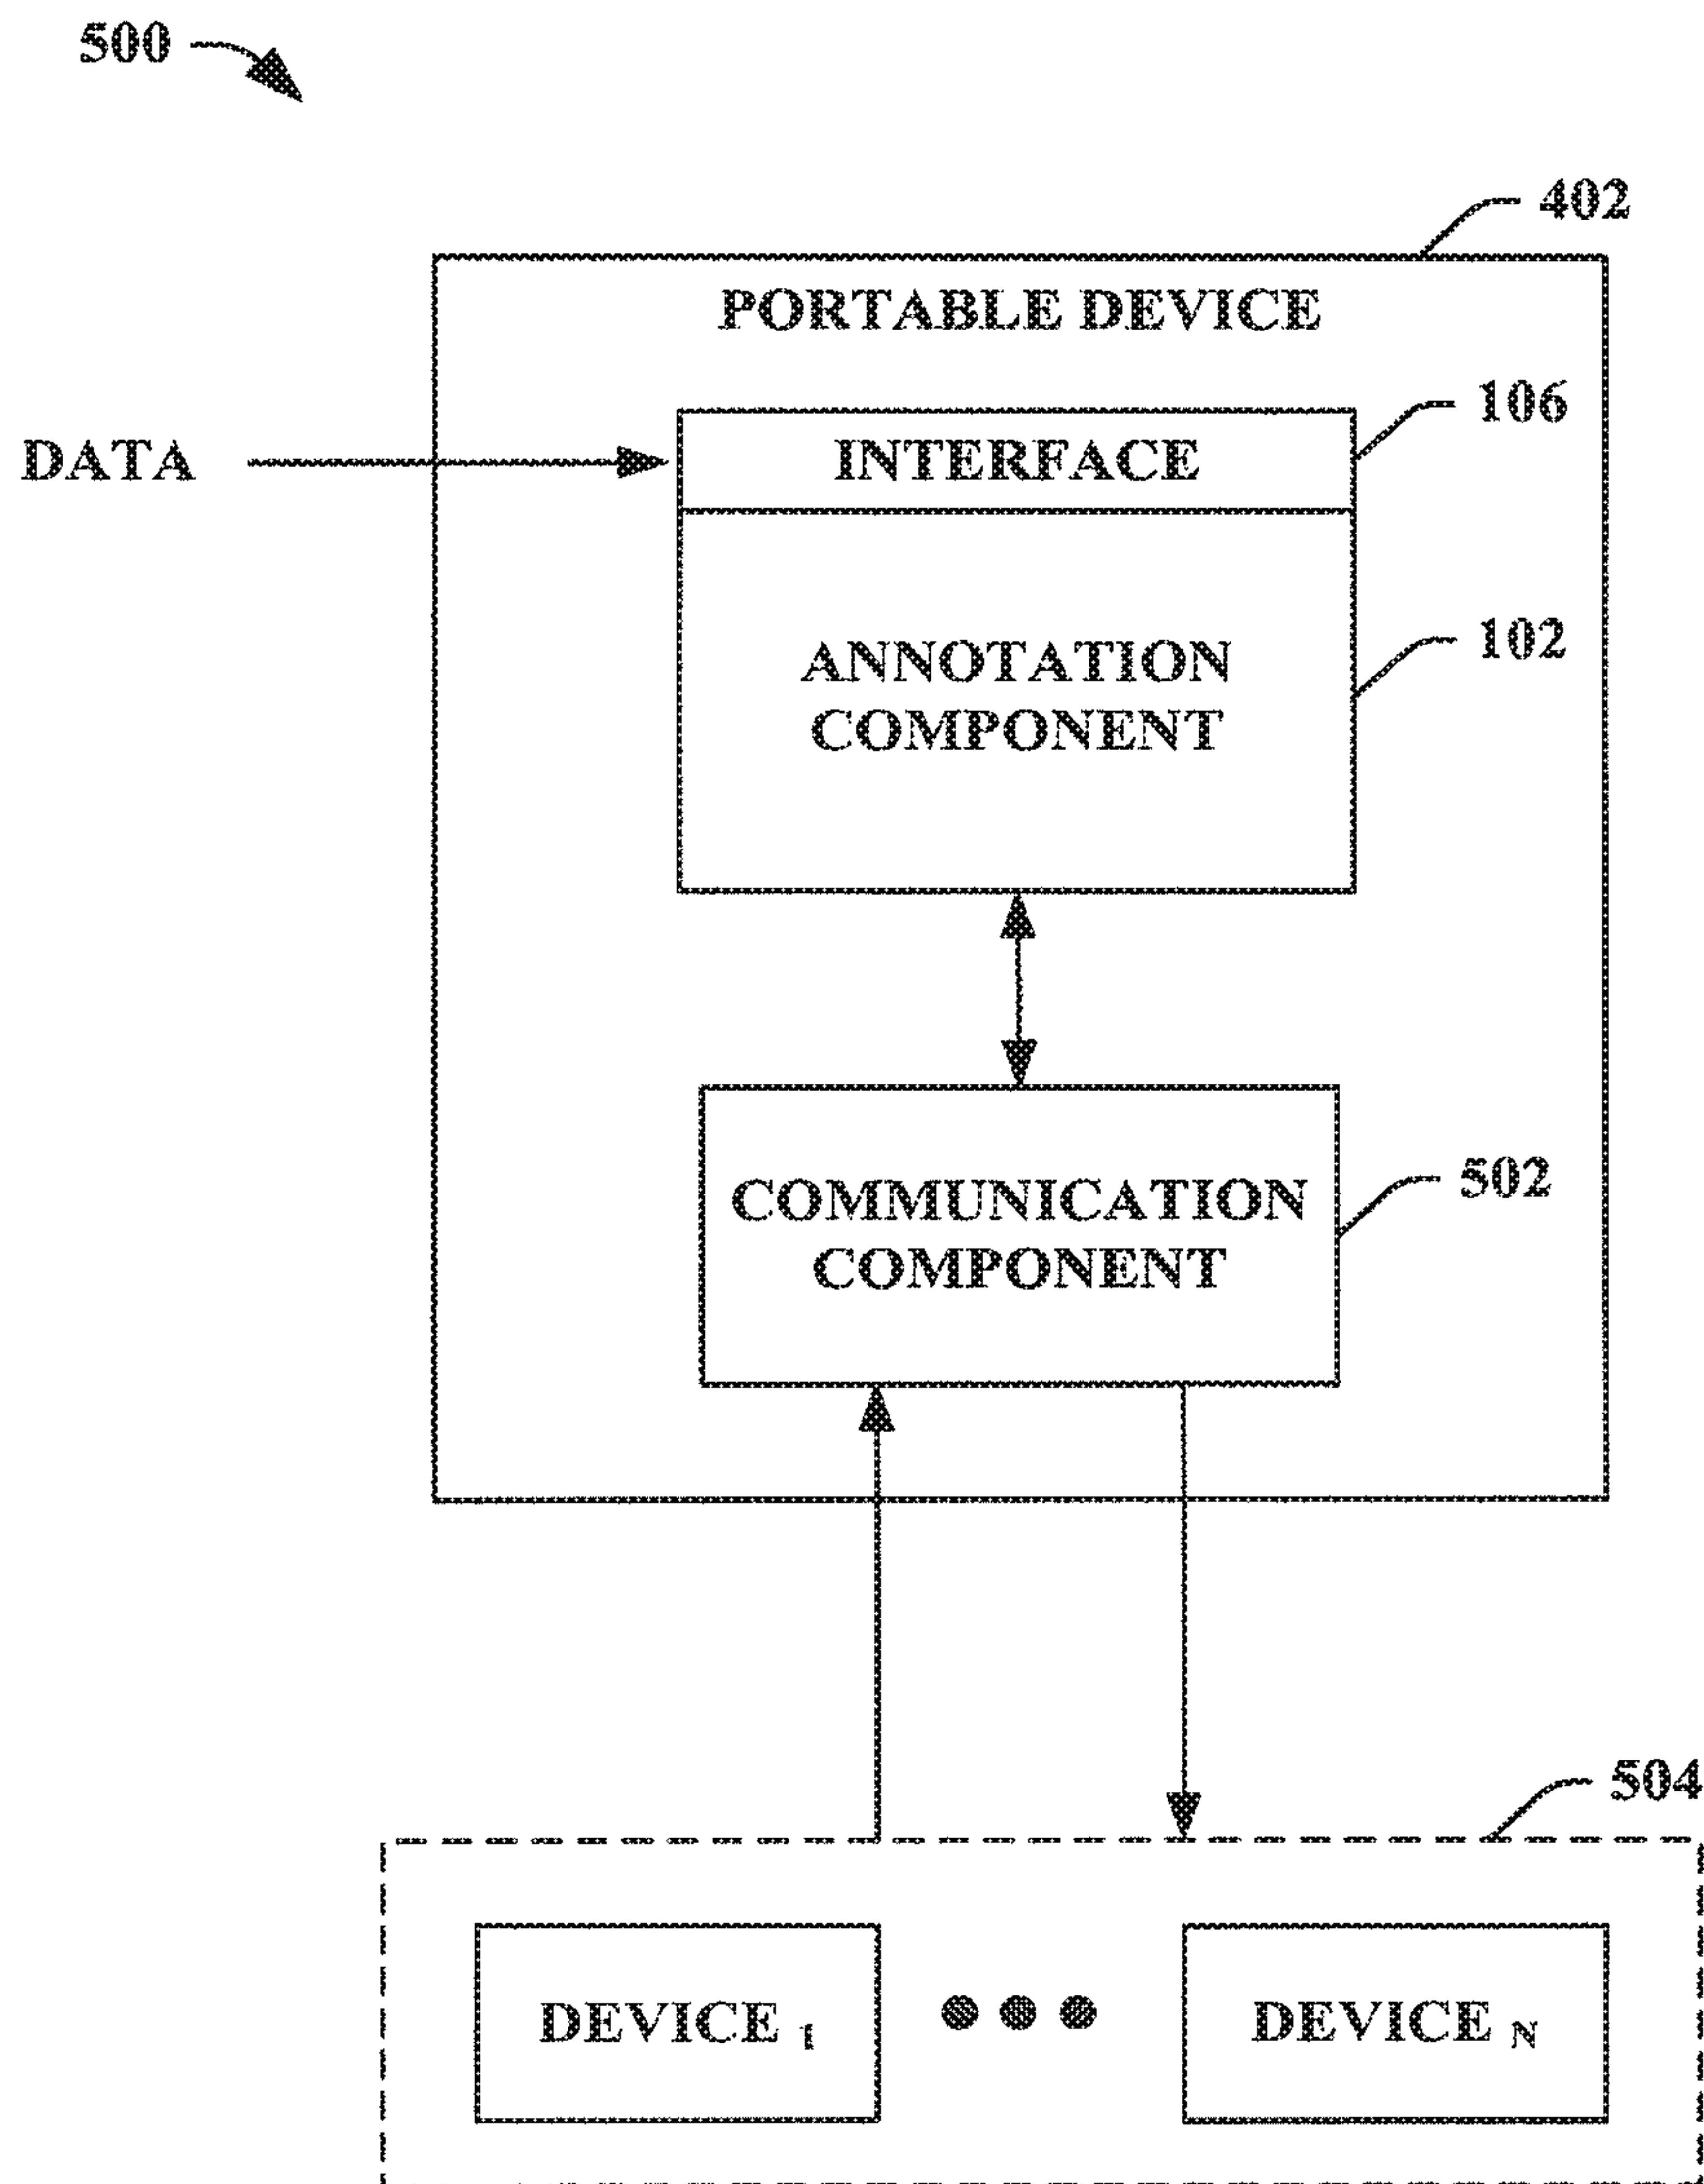 500
402
PORTABLE DEVICE
106
DATA
INTERFACE
102
ANNOTATION
COMPONENT
502
COMMUNICATION
COMPONENT
504
DEVICE 1
DEVICE N